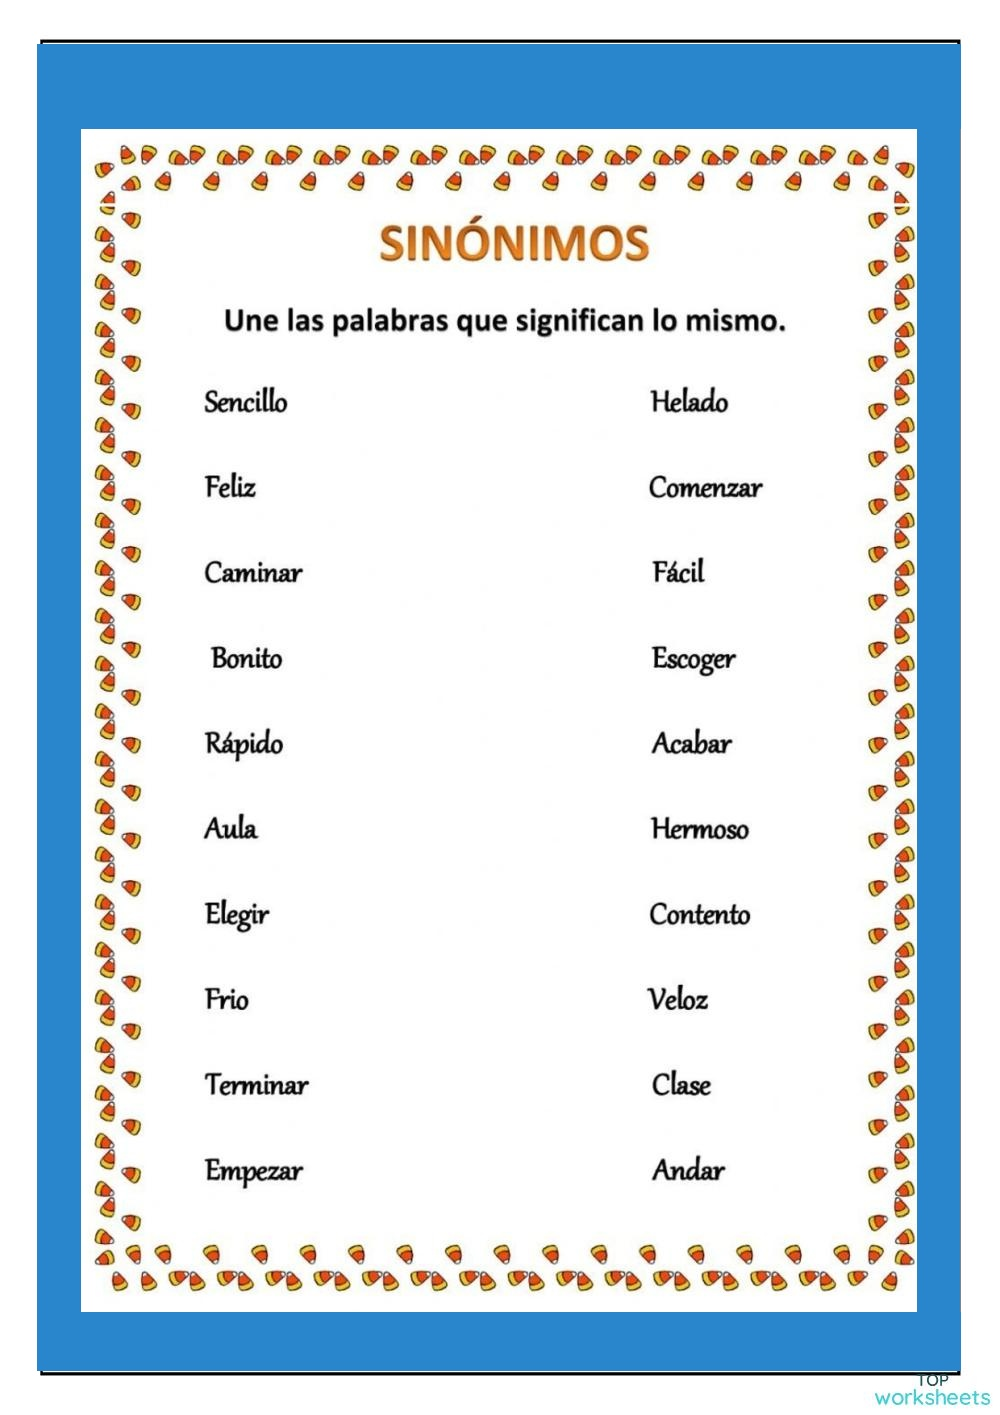 SINÓNIMOS
Une las palabras que significan lo mismo.
Sencillo Helado
Feliz Comenzar
Caminar Fácil
Bonito Escoger
Rápido Acabar
Aula Hermoso
Elegir Contento
Frio Veloz
Terminar Clase
Empezar Andar
TOP
worksheets